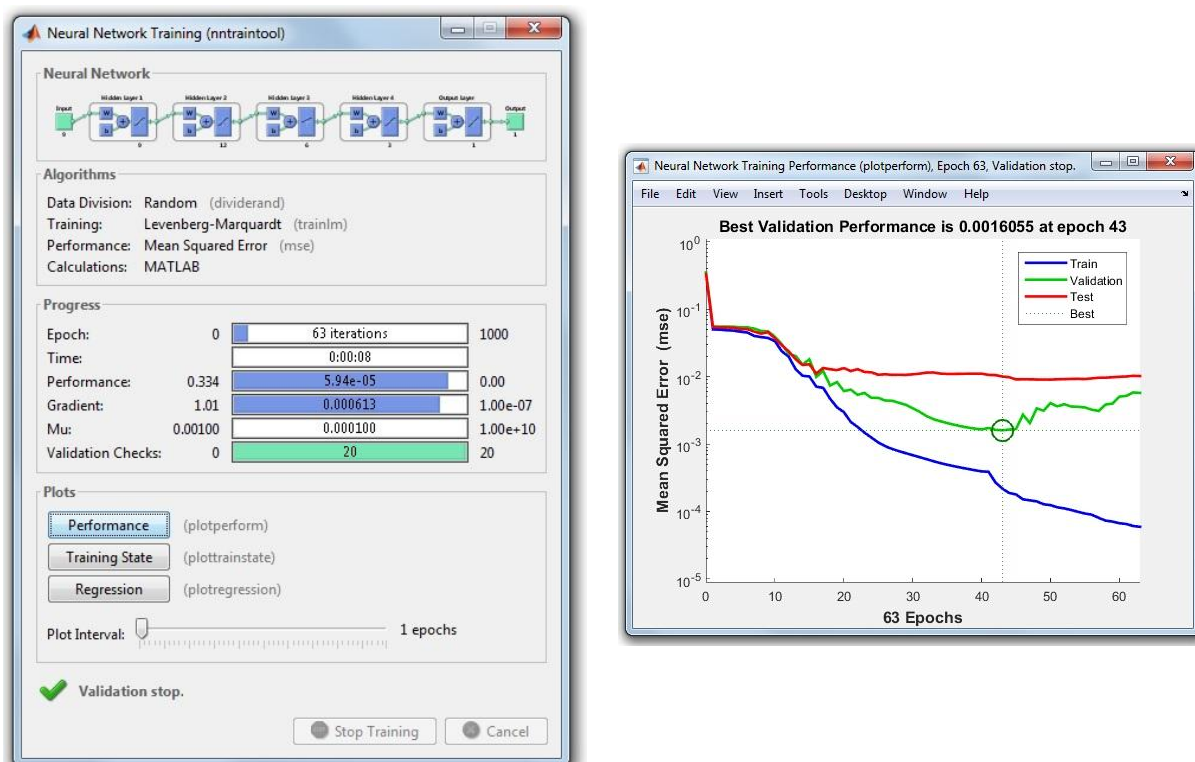 Neural Network Training (nntraintool)
Neural Network
Hidden Layer 1 Hidden Layer 2 Hidden Layer 3 Hidden Layer 4 Output Layer
Input Output
W W W W W
b b b b b
9 9 12 6 3 1 1
Algorithms
Data Division: Random (dividerand)
Training: Levenberg-Marquardt (trainlm)
Performance: Mean Squared Error (mse)
Calculations: MATLAB
Progress
Epoch: 0 63 iterations 1000
Time: 0:00:08
Performance: 0.334 5.94e-05 0.00
Gradient: 1.01 0.000613 1.00e-07
Mu: 0.00100 0.000100 1.00e+10
Validation Checks: 0 20 20
Plots
Performance (plotperform)
Training State (plottrainstate)
Regression (plotregression)
Plot Interval: 1 epochs
Validation stop.
Stop Training Cancel
Neural Network Training Performance (plotperform), Epoch 63, Validation stop.
File Edit View Insert Tools Desktop Window Help
Best Validation Performance is 0.0016055 at epoch 43
Mean Squared Error (mse)
10^0
10^-1
10^-2
10^-3
10^-4
10^-5
Train
Validation
Test
Best
0 10 20 30 40 50 60
63 Epochs